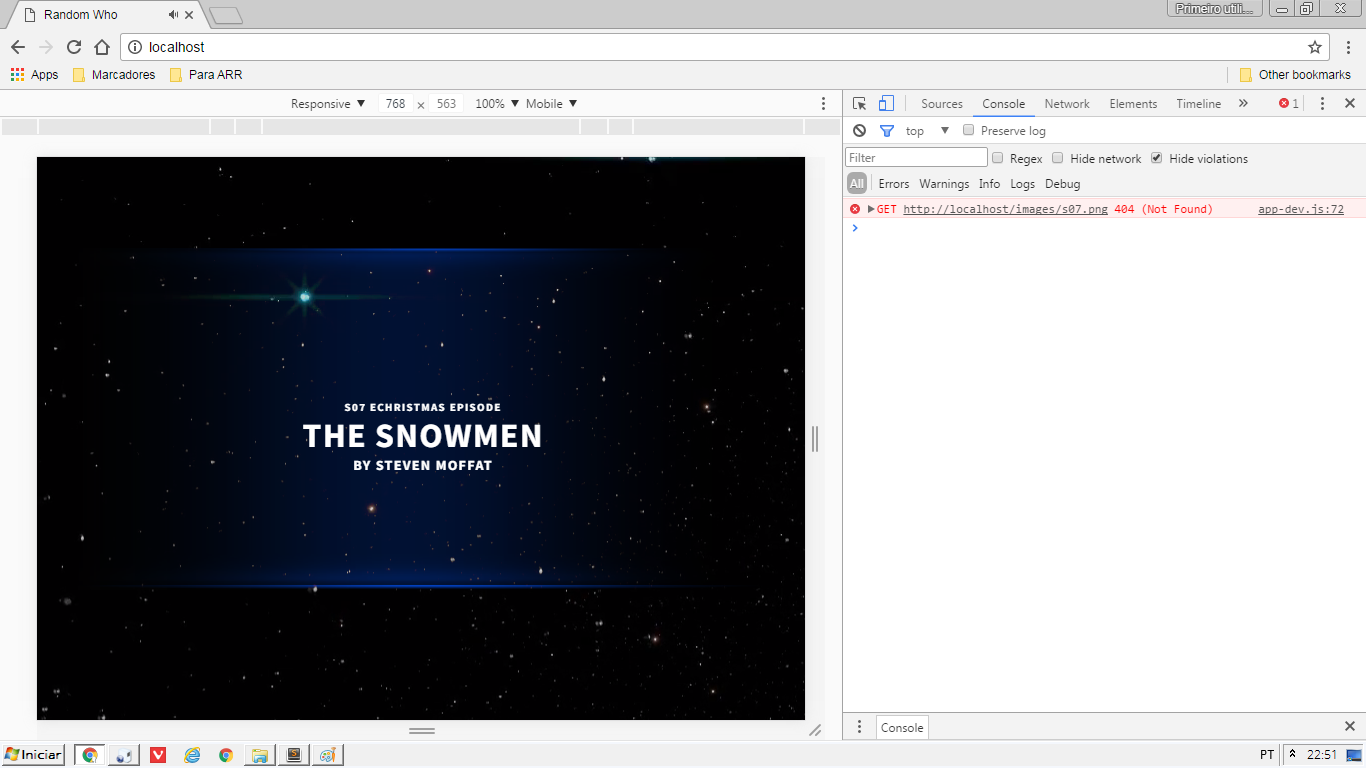 Random Who
Primeiro utili...
localhost
Apps Marcadores Para ARR Other bookmarks
Responsive 768 x 563 100% Mobile
Sources Console Network Elements Timeline 1
top Preserve log
Filter Regex Hide network Hide violations
All Errors Warnings Info Logs Debug
GET http://localhost/images/s07.png 404 (Not Found) app-dev.js:72
S07 ECHRISTMAS EPISODE
THE SNOWMEN
BY STEVEN MOFFAT
Console
Iniciar PT 22:51